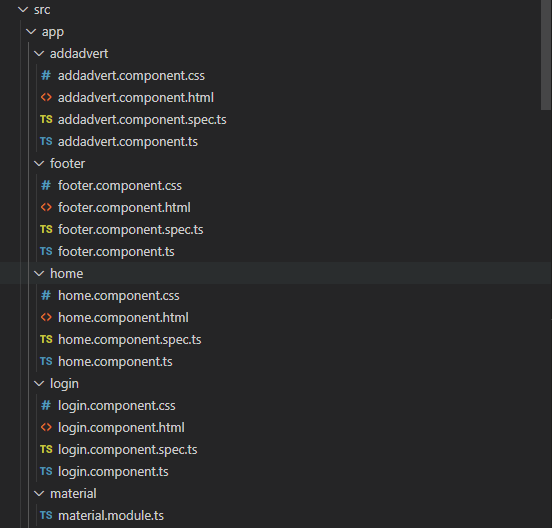 src
app
addadvert
# addadvert.component.css
<> addadvert.component.html
TS addadvert.component.spec.ts
TS addadvert.component.ts
footer
# footer.component.css
<> footer.component.html
TS footer.component.spec.ts
TS footer.component.ts
home
# home.component.css
<> home.component.html
TS home.component.spec.ts
TS home.component.ts
login
# login.component.css
<> login.component.html
TS login.component.spec.ts
TS login.component.ts
material
TS material.module.ts